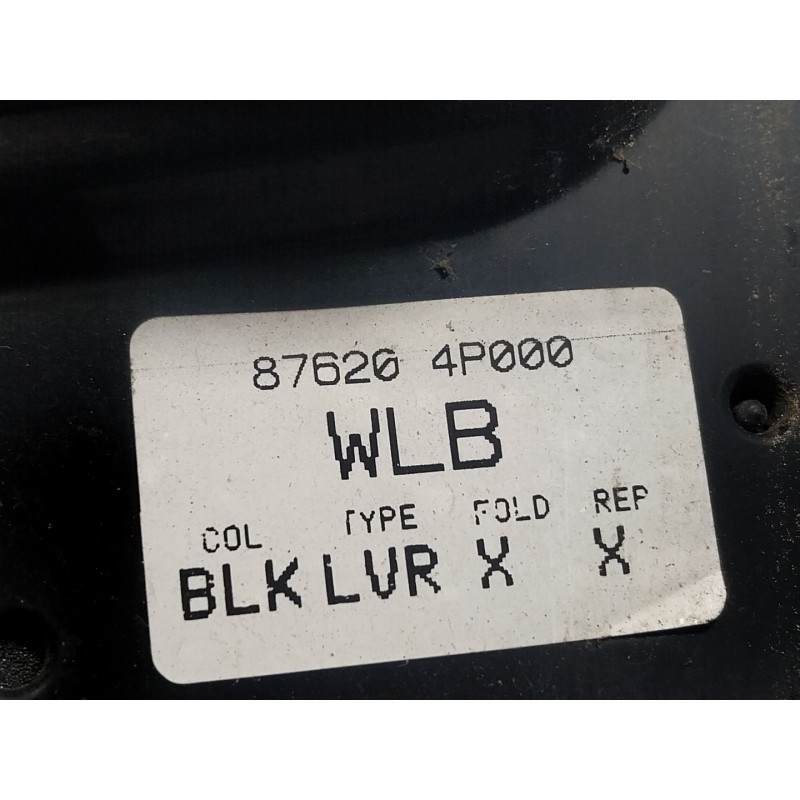 87620 4P000
WLB
COL TYPE FOLD REP
BLK LVR X X